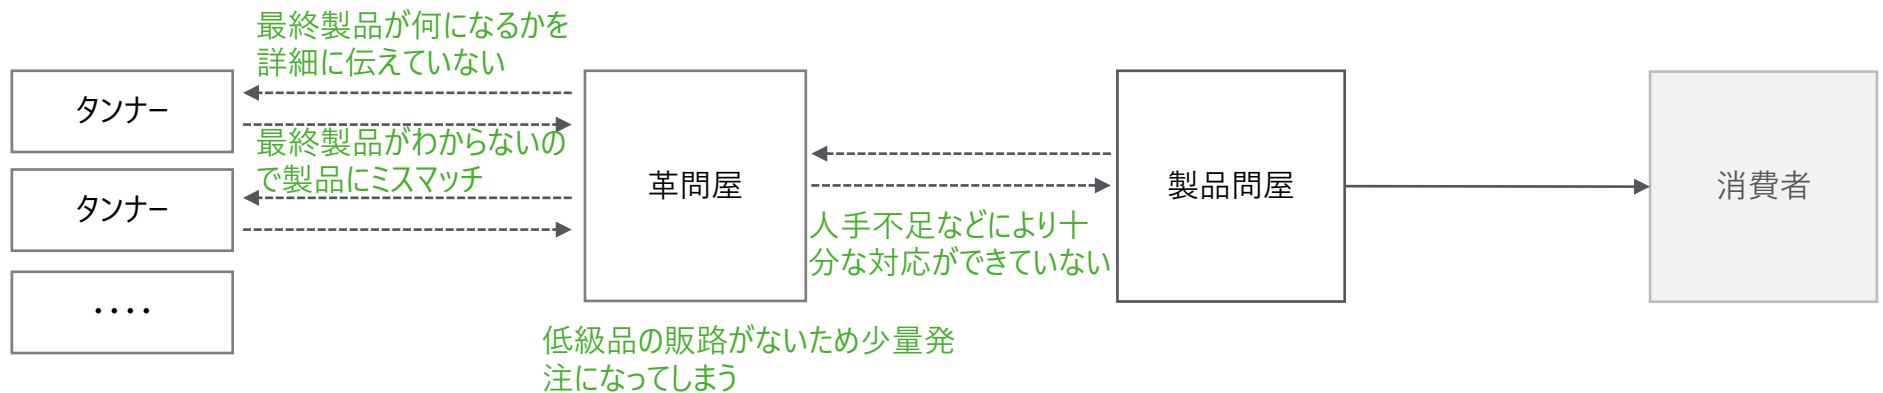 最終製品が何になるかを
詳細に伝えていない
タンナー
最終製品がわからないの
で製品にミスマッチ
タンナー
・・・・
革問屋
人手不足などにより十
分な対応ができていない
製品問屋
消費者
低級品の販路がないため少量発
注になってしまう